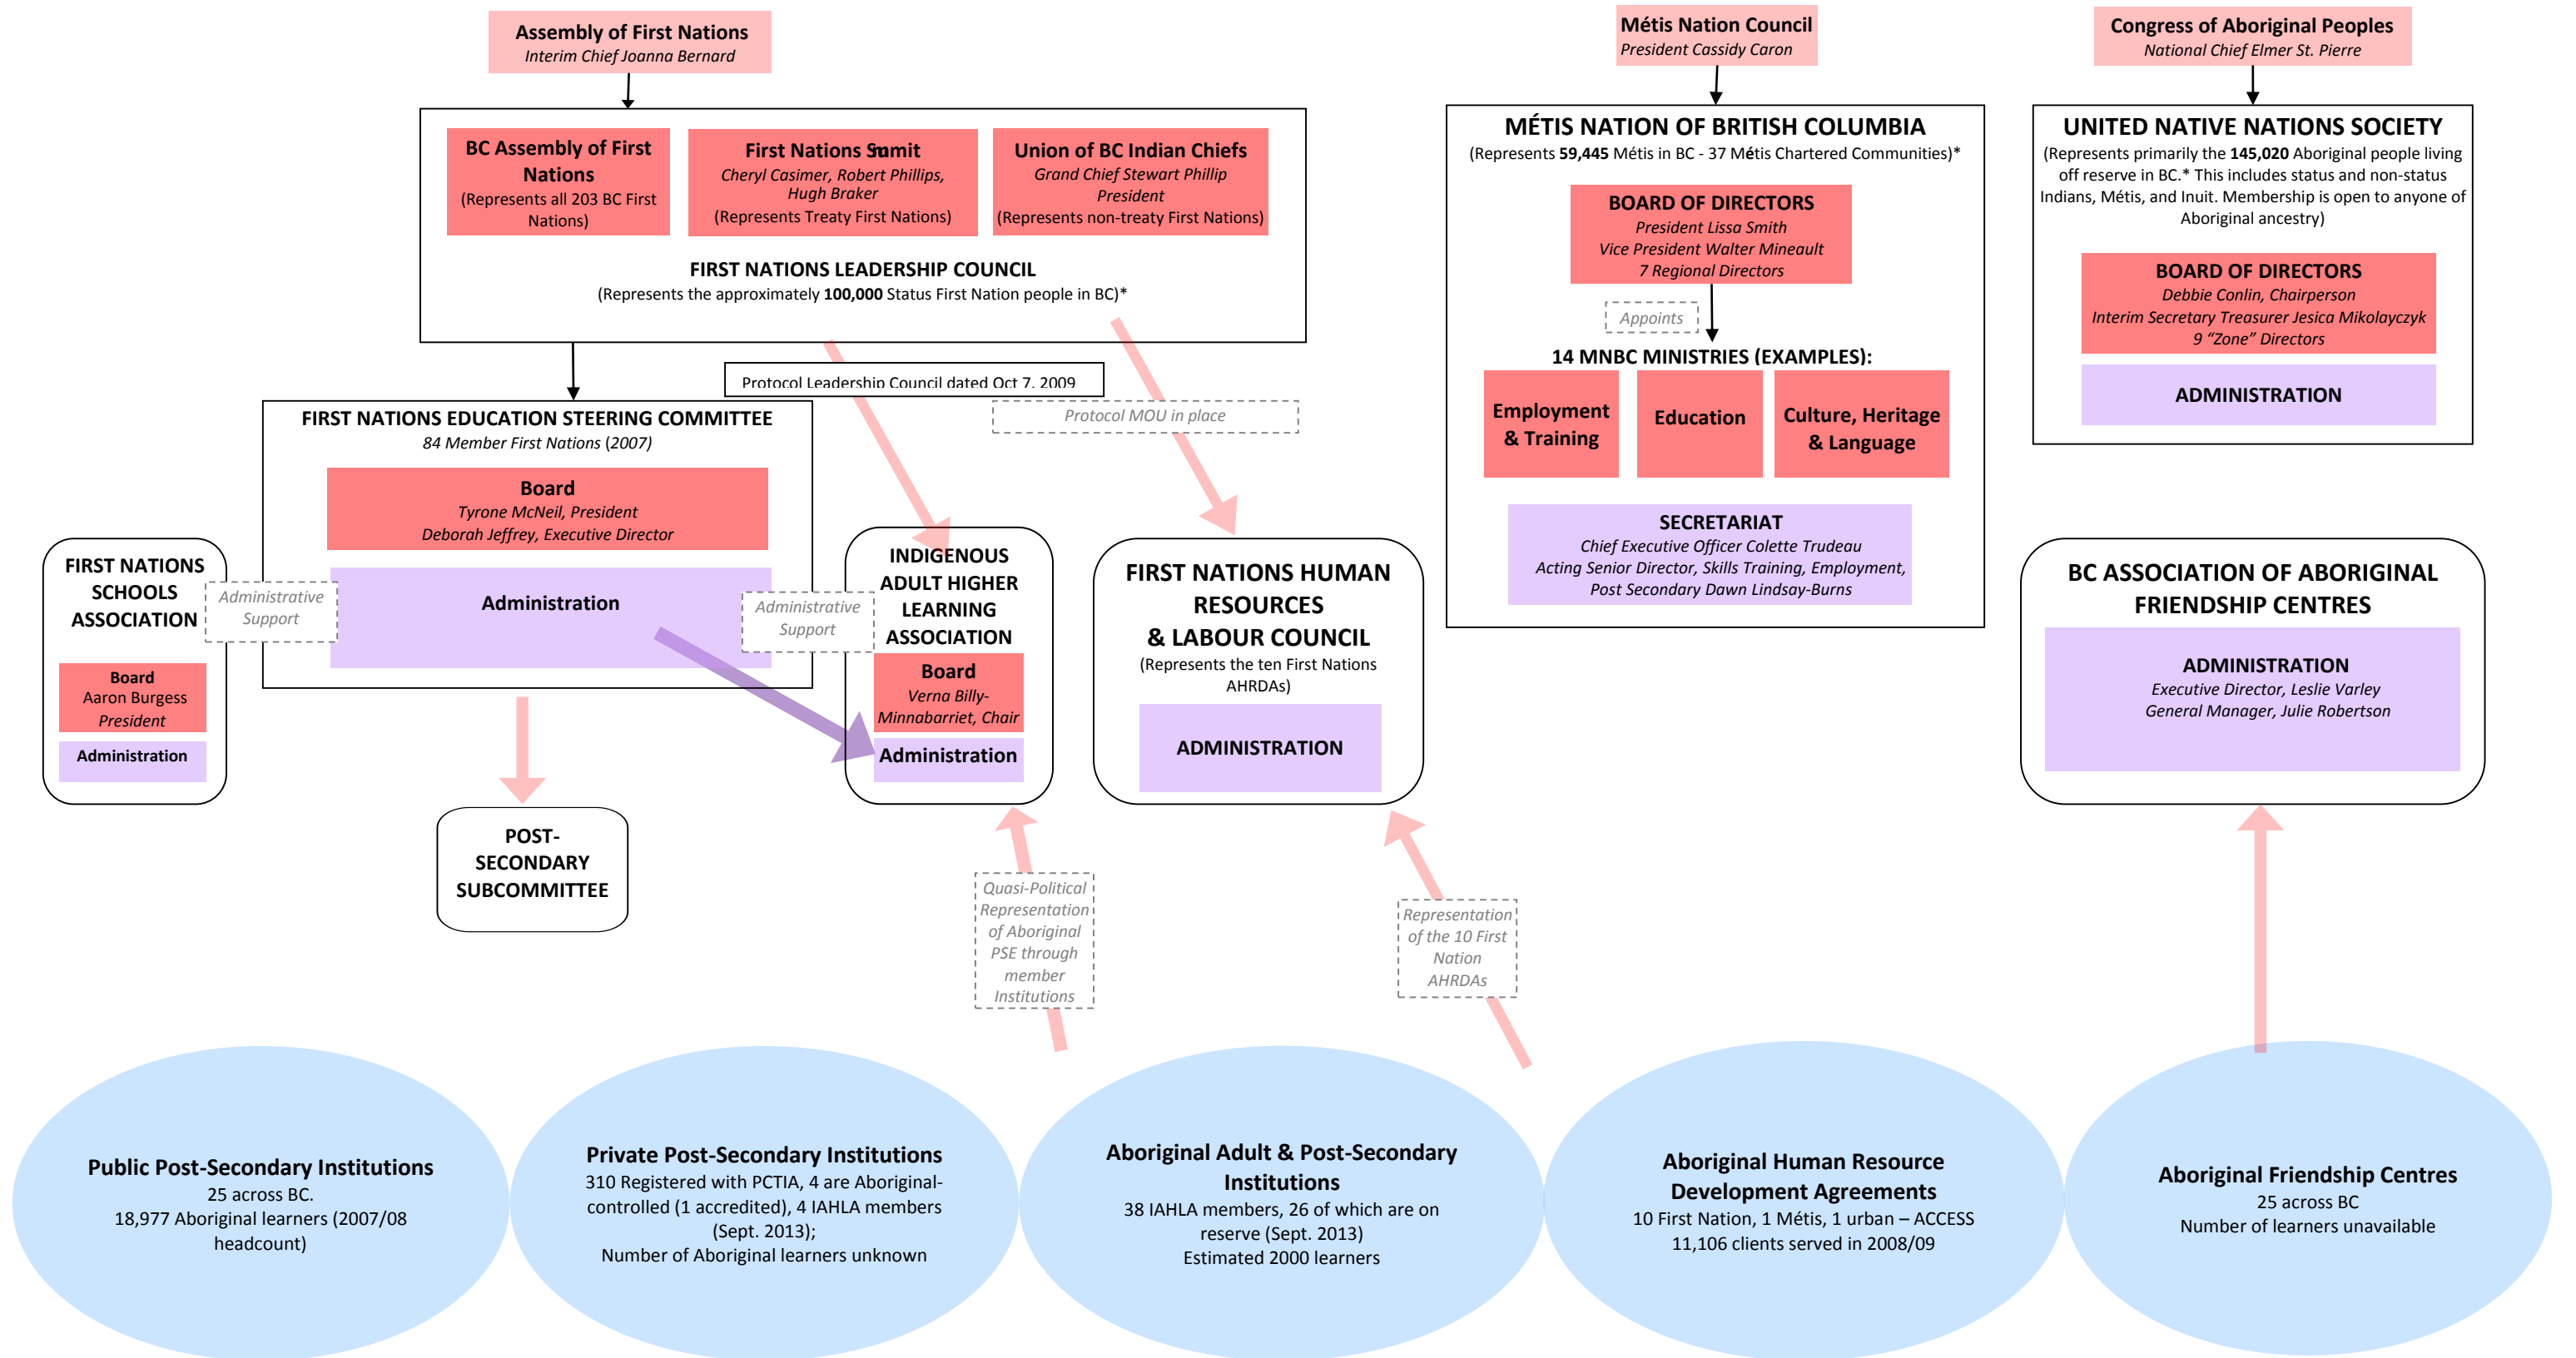 Assembly of First Nations
Interim Chief Joanna Bernard
Métis Nation Council
President Cassidy Caron
Congress of Aboriginal Peoples
National Chief Elmer St. Pierre
BC Assembly of First
Nations
(Represents all 203 BC First
Nations)
First Nations Summit
Cheryl Casimer, Robert Phillips,
Hugh Braker
(Represents Treaty First Nations)
Union of BC Indian Chiefs
Grand Chief Stewart Phillip
President
(Represents non-treaty First Nations)
FIRST NATIONS LEADERSHIP COUNCIL
(Represents the approximately 100,000 Status First Nation people in BC)*
MÉTIS NATION OF BRITISH COLUMBIA
(Represents 59,445 Métis in BC - 37 Métis Chartered Communities)*
BOARD OF DIRECTORS
President Lissa Smith
Vice President Walter Mineault
7 Regional Directors
Appoints
14 MNBC MINISTRIES (EXAMPLES):
Employment
& Training
Education
Culture, Heritage
& Language
SECRETARIAT
Chief Executive Officer Colette Trudeau
Acting Senior Director, Skills Training, Employment,
Post Secondary Dawn Lindsay-Burns
UNITED NATIVE NATIONS SOCIETY
(Represents primarily the 145,020 Aboriginal people living
off reserve in BC.* This includes status and non-status
Indians, Métis, and Inuit. Membership is open to anyone of
Aboriginal ancestry)
BOARD OF DIRECTORS
Debbie Conlin, Chairperson
Interim Secretary Treasurer Jesica Mikolayczyk
9 “Zone” Directors
ADMINISTRATION
Protocol Leadership Council dated Oct 7, 2009
Protocol MOU in place
FIRST NATIONS EDUCATION STEERING COMMITTEE
84 Member First Nations (2007)
Board
Tyrone McNeil, President
Deborah Jeffrey, Executive Director
Administration
FIRST NATIONS
SCHOOLS
ASSOCIATION
Board
Aaron Burgess
President
Administration
Administrative
Support
Administrative
Support
INDIGENOUS
ADULT HIGHER
LEARNING
ASSOCIATION
Board
Verna Billy-
Minnabarriet, Chair
Administration
FIRST NATIONS HUMAN
RESOURCES
& LABOUR COUNCIL
(Represents the ten First Nations
AHRDAs)
ADMINISTRATION
BC ASSOCIATION OF ABORIGINAL
FRIENDSHIP CENTRES
ADMINISTRATION
Executive Director, Leslie Varley
General Manager, Julie Robertson
POST-
SECONDARY
SUBCOMMITTEE
Quasi-Political
Representation
of Aboriginal
PSE through
member
Institutions
Representation
of the 10 First
Nation
AHRDAs
Public Post-Secondary Institutions
25 across BC.
18,977 Aboriginal learners (2007/08
headcount)
Private Post-Secondary Institutions
310 Registered with PCTIA, 4 are Aboriginal-
controlled (1 accredited), 4 IAHLA members
(Sept. 2013);
Number of Aboriginal learners unknown
Aboriginal Adult & Post-Secondary
Institutions
38 IAHLA members, 26 of which are on
reserve (Sept. 2013)
Estimated 2000 learners
Aboriginal Human Resource
Development Agreements
10 First Nation, 1 Métis, 1 urban – ACCESS
11,106 clients served in 2008/09
Aboriginal Friendship Centres
25 across BC
Number of learners unavailable